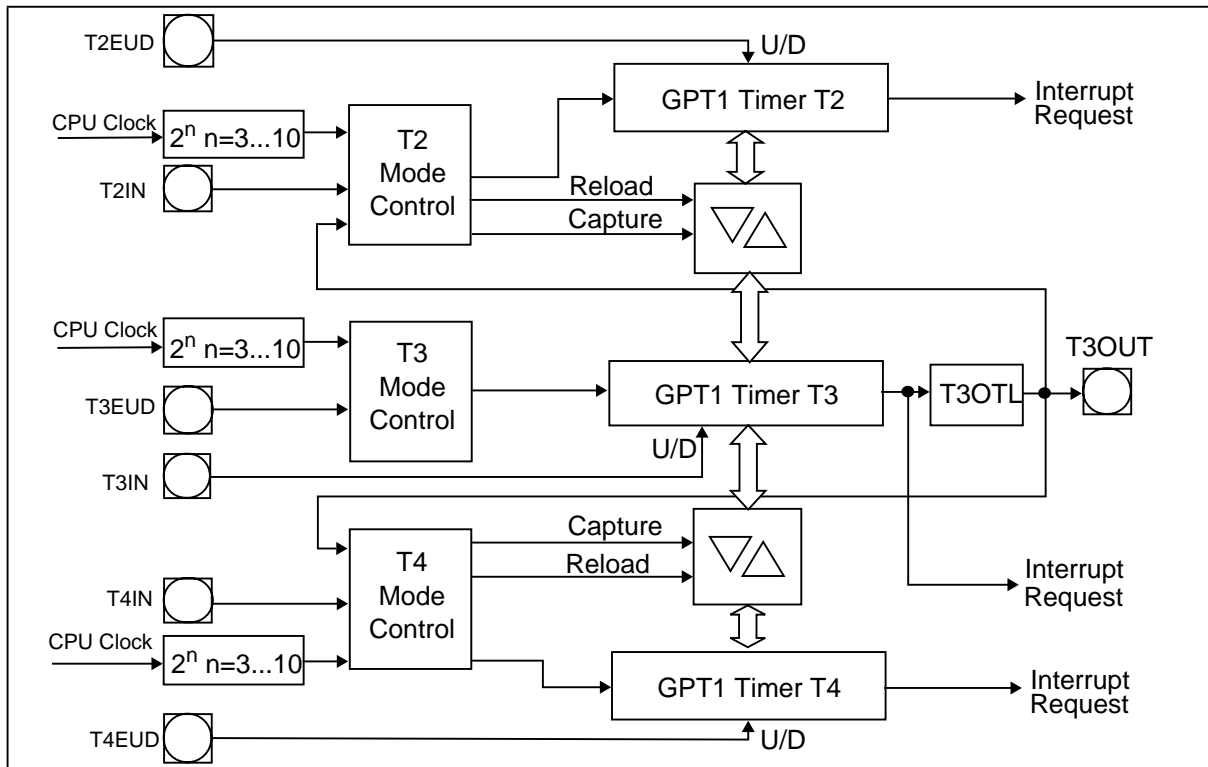 T2EUD
U/D
GPT1 Timer T2
Interrupt
Request
CPU Clock
2ⁿ n=3...10
T2
Mode
Control
T2IN
Reload
Capture
CPU Clock
2ⁿ n=3...10
T3
Mode
Control
T3EUD
GPT1 Timer T3
T3OTL
T3OUT
U/D
T3IN
Capture
Reload
T4
Mode
Control
T4IN
Interrupt
Request
CPU Clock
2ⁿ n=3...10
GPT1 Timer T4
Interrupt
Request
T4EUD
U/D